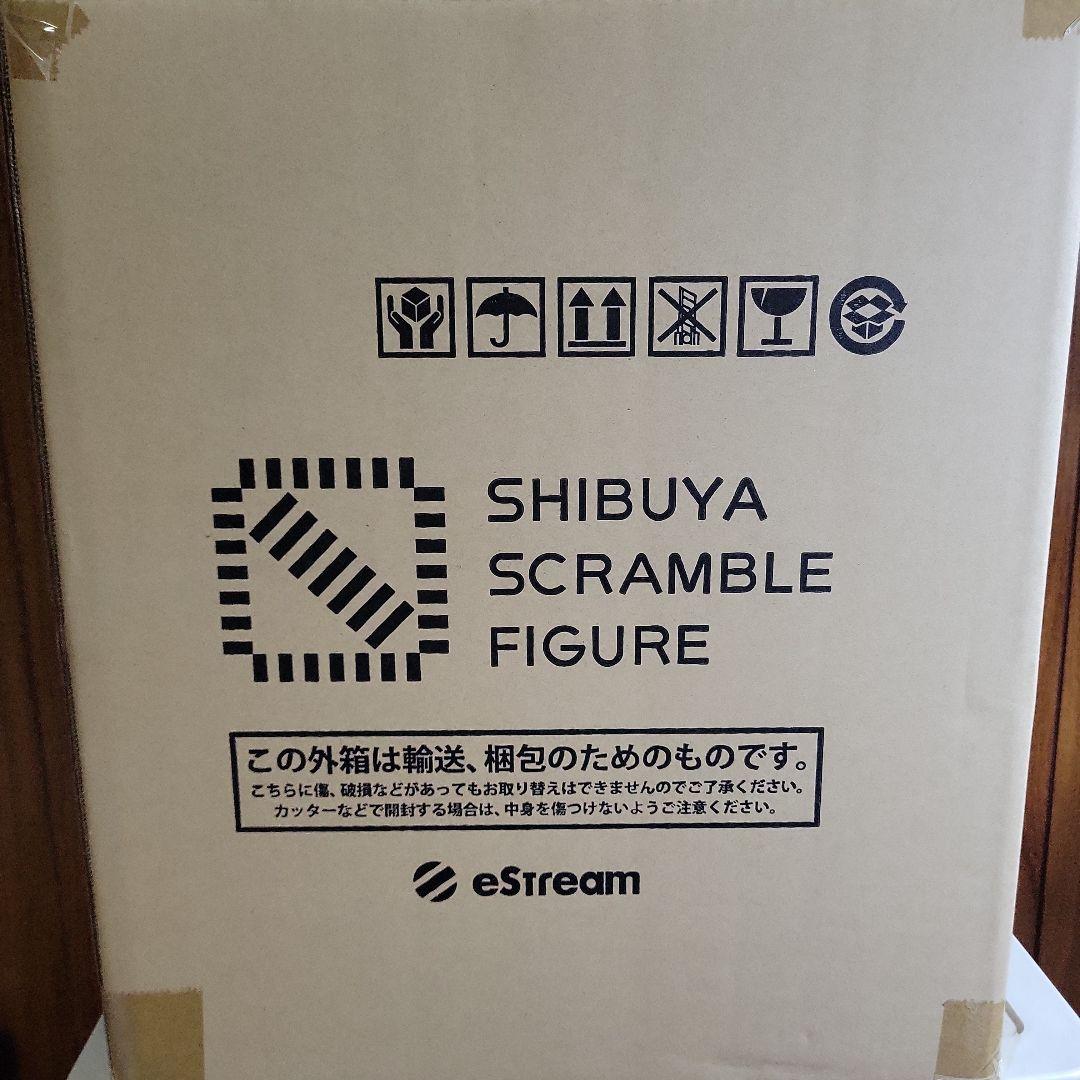 SHIBUYA
SCRAMBLE
FIGURE
この外箱は輸送、梱包のためのものです。
こちらに傷、破損などがあってもお取り替えはできませんのでご了承ください。
カッターなどで開封する場合は、中身を傷つけないようご注意ください。
eStream